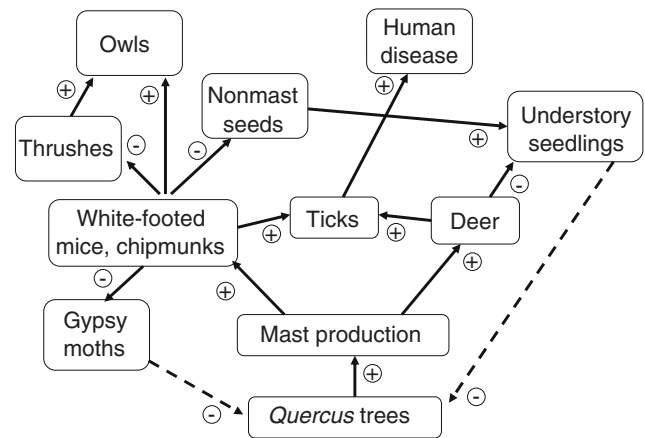 Owls
Human
disease
+
+
+
Nonmast
seeds
Understory
seedlings
Thrushes
-
-
+
-
White-footed
mice, chipmunks
Ticks
Deer
+
+
+
-
+
Gypsy
moths
Mast production
+
-
-
Quercus trees